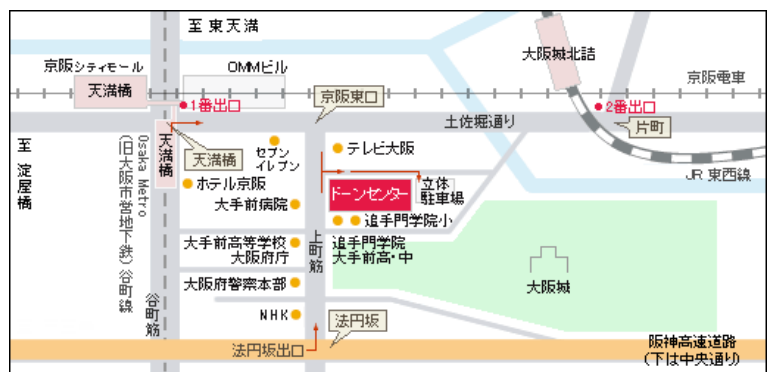 至 東天満
京阪シティモール
OMMビル
大阪城北詰
天満橋
京阪電車
1番出口
京阪東口
2番出口
土佐堀通り
片町
至 淀屋橋
天満橋
天満橋
セブン
イレブン
テレビ大阪
JR 東西線
Osaka Metro
(旧大阪市営地下鉄) 谷町線
ホテル京阪
ドーンセンター
立体
駐車場
大手前病院
追手門学院小
大手前高等学校
大阪府庁
上町筋
追手門学院
大手前高・中
大阪城
大阪府警察本部
谷町筋
NHK
法円坂
法円坂出口
阪神高速道路
(下は中央通り)